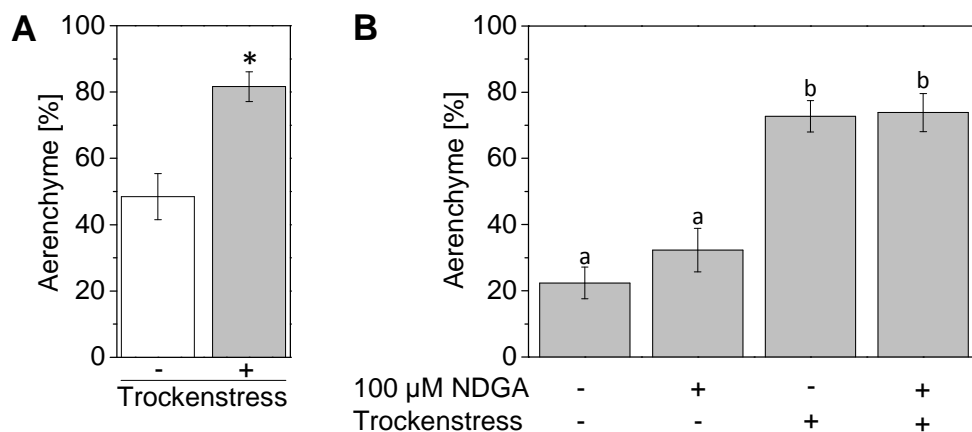 A
B
100
80
60
40
20
0
Aerenchyme [%]
*
- +
Trockenstress
100
80
60
40
20
0
Aerenchyme [%]
a a b b
100 µM NDGA - + - +
Trockenstress - - + +